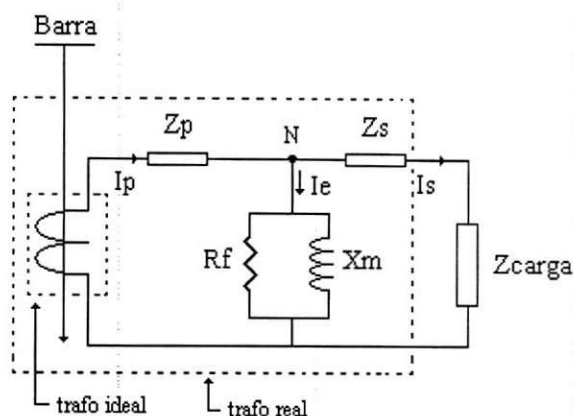 Barra
Zp
N
Zs
Ip
Ie
Is
Rf
Xm
Zcarga
trafo ideal
trafo real